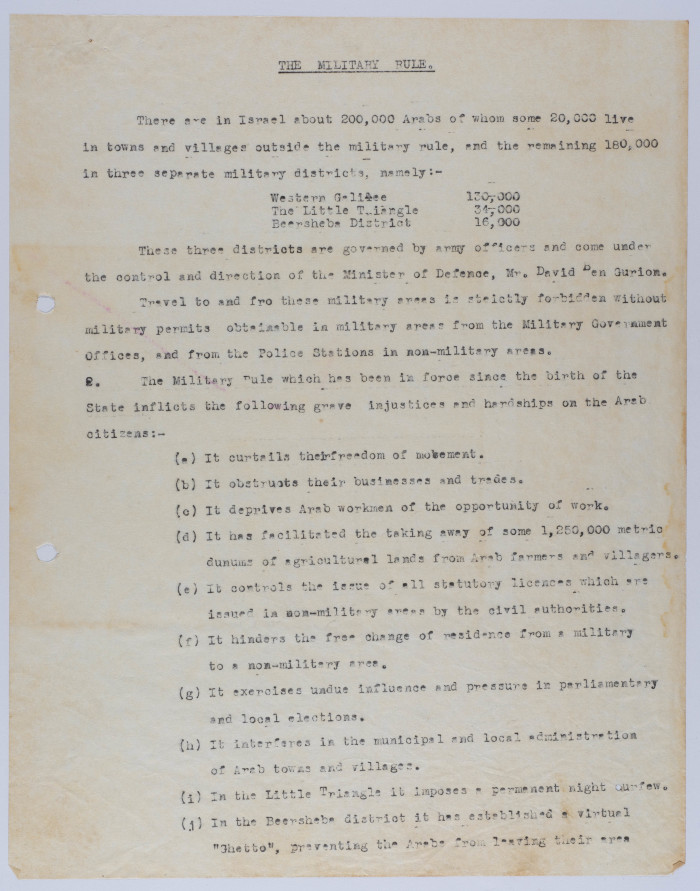 THE MILITARY RULE.
There are in Israel about 200,000 Arabs of whom some 20,000 live
in towns and villages outside the military rule, and the remaining 180,000
in three separate military districts, namely:-
Western Galilee 130,000
The Little Triangle 34,000
Beersheba District 16,000
These three districts are governed by army officers and come under
the control and direction of the Minister of Defence, Mr. David Ben Gurion.
Travel to and fro these military areas is stictly forbidden without
military permits obtainable in military areas from the Military Government
Offices, and from the Police Stations in non-military areas.
2. The Military Rule which has been in force since the birth of the
State inflicts the following grave injustices and hardships on the Arab
citizens:-
(a) It curtails theirfreedom of movement.
(b) It obstructs their businesses and trades.
(c) It deprives Arab workmen of the opportunity of work.
(d) It has facilitated the taking away of some 1,250,000 metric
dunums of agricultural lands from Arab farmers and villagers.
(e) It controls the issue of all statutory licences which are
issued in non-military areas by the civil authorities.
(f) It hinders the free change of residence from a military
to a non-military area.
(g) It exercises undue influence and pressure in parliamentary
and local elections.
(h) It interferes in the municipal and local administration
of Arab towns and villages.
(i) In the Little Triangle it imposes a permanent night curfew.
(j) In the Beersheba district it has established a virtual
"Ghetto", preventing the Arabs from leaving their area